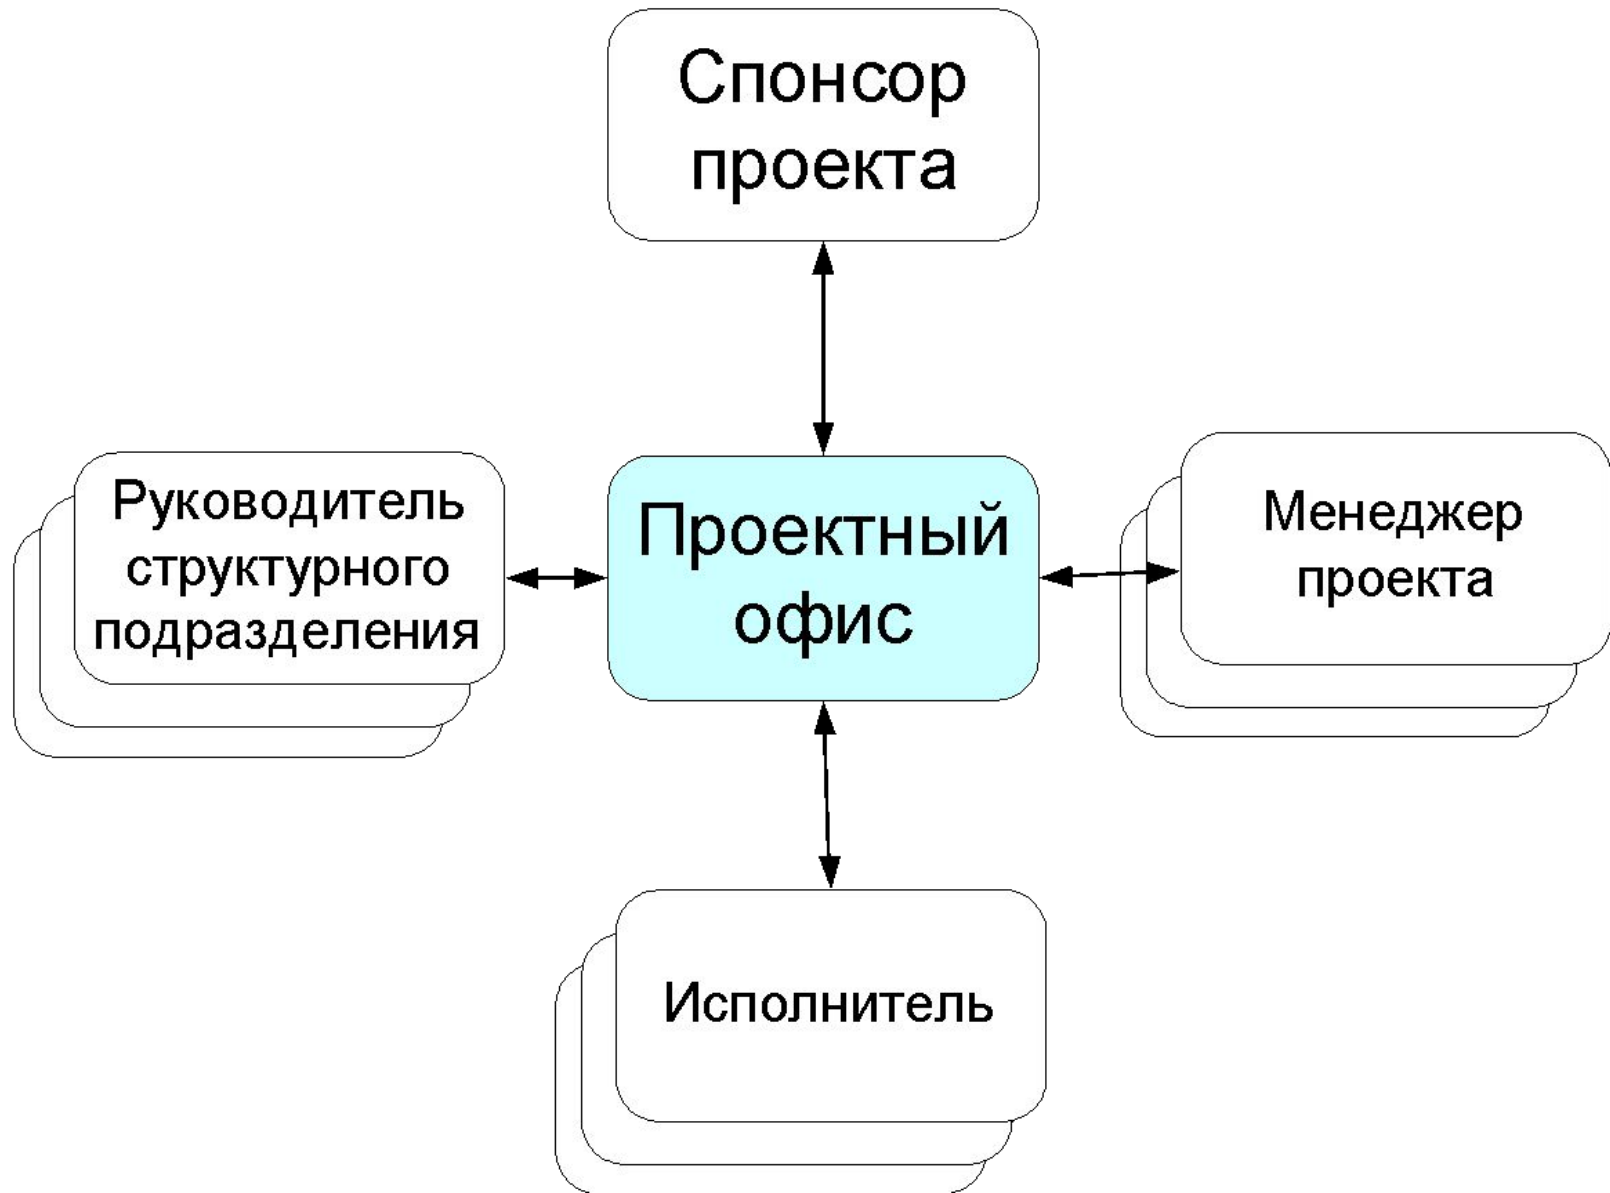 Спонсор
проекта
Руководитель
структурного
подразделения
Проектный
офис
Менеджер
проекта
Исполнитель